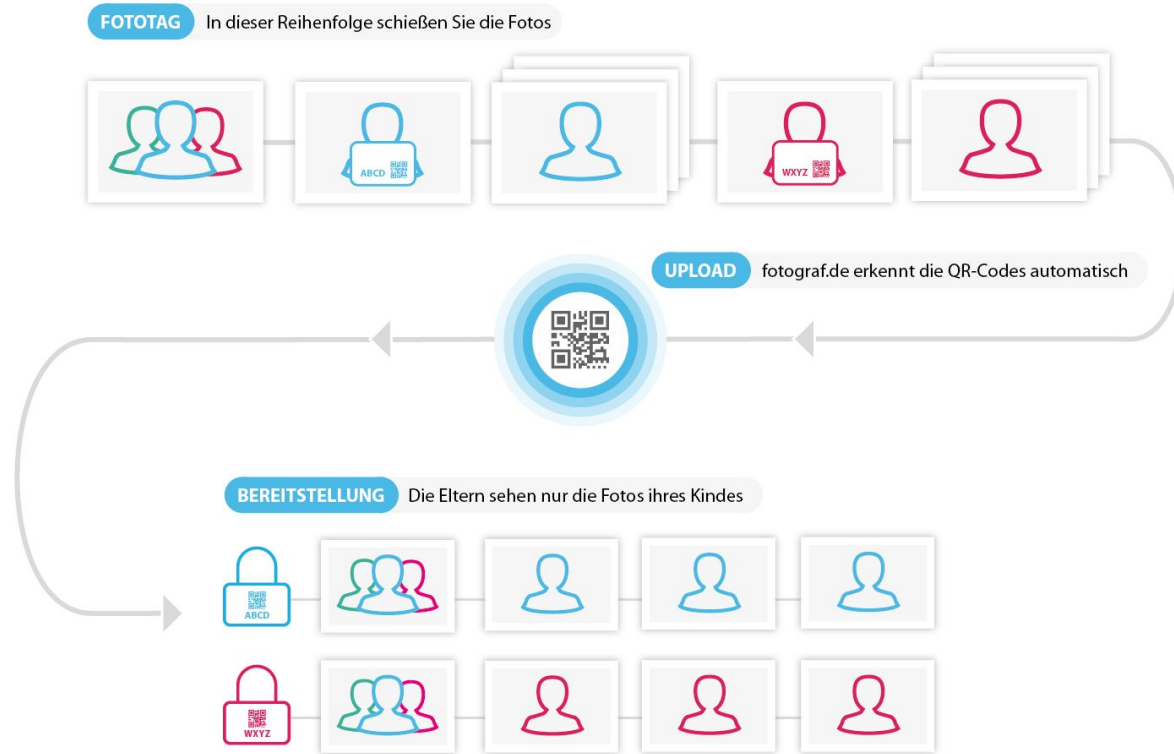 FOTOTAG In dieser Reihenfolge schießen Sie die Fotos
ABCD
WXYZ
UPLOAD fotograf.de erkennt die QR-Codes automatisch
BEREITSTELLUNG Die Eltern sehen nur die Fotos ihres Kindes
ABCD
WXYZ